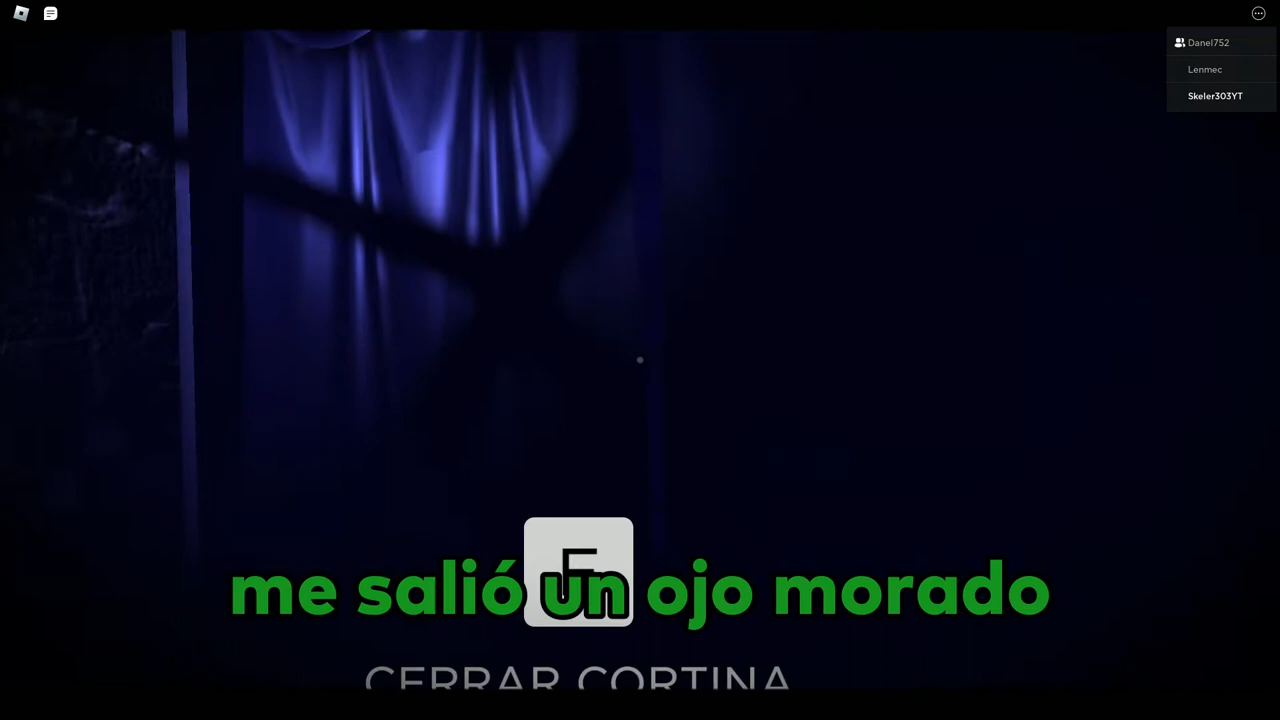 Danel752
Lenmec
Skeler303YT
E
me salió un ojo morado
CERRAR CORTINA